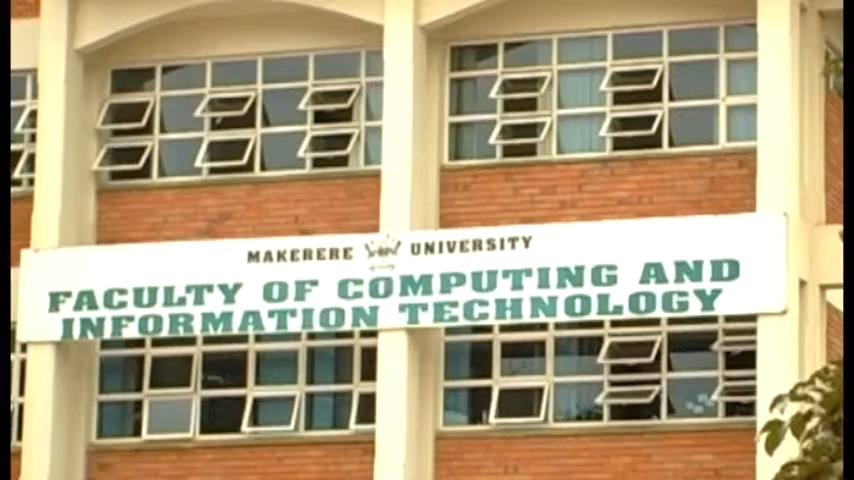 MAKERERE UNIVERSITY
FACULTY OF COMPUTING AND
INFORMATION TECHNOLOGY